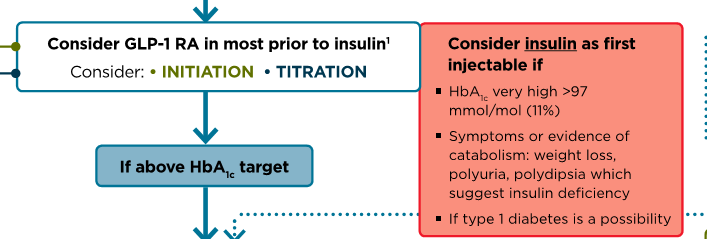 Consider GLP-1 RA in most prior to insulin¹
Consider: • INITIATION • TITRATION
If above HbA1c target
Consider insulin as first
injectable if
▪ HbA1c very high >97
mmol/mol (11%)
▪ Symptoms or evidence of
catabolism: weight loss,
polyuria, polydipsia which
suggest insulin deficiency
▪ If type 1 diabetes is a possibility